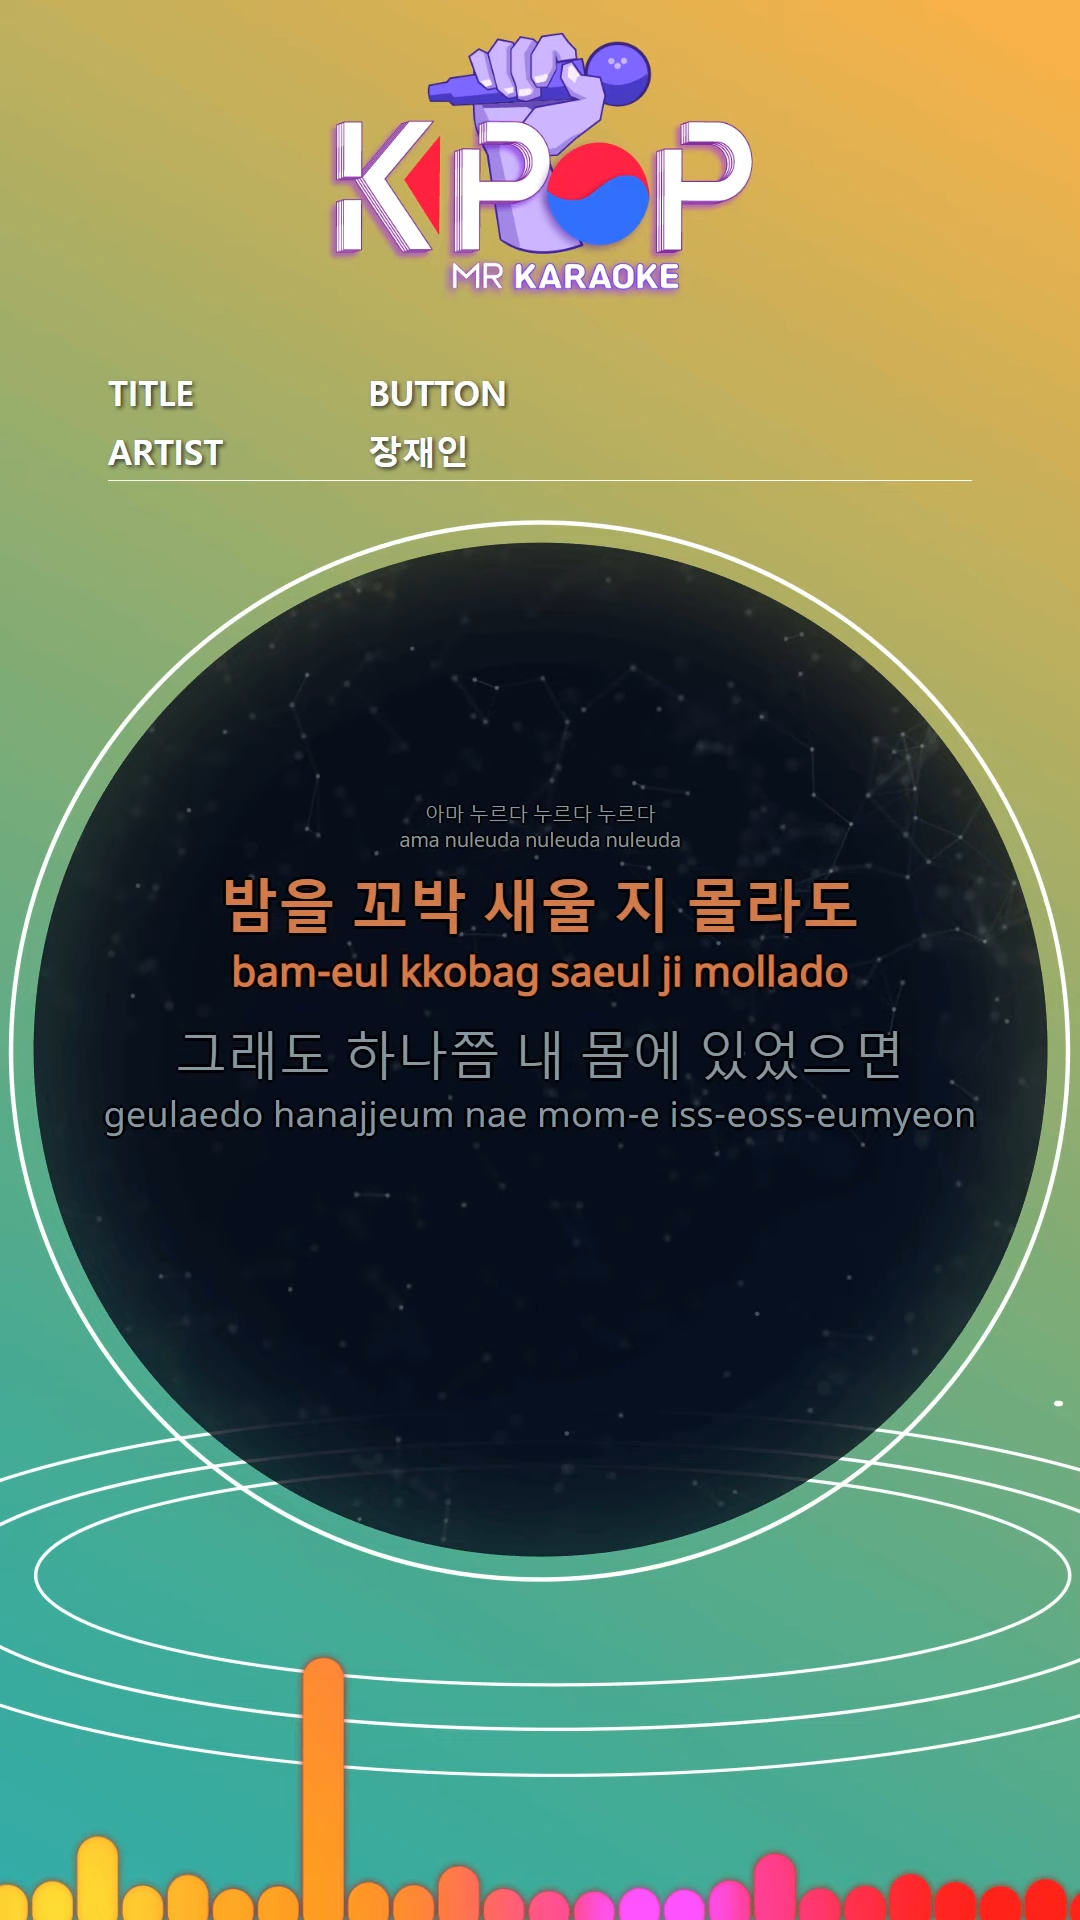 KPOP
MR KARAOKE
TITLE BUTTON
ARTIST 장재인
아마 누르다 누르다 누르다
ama nuleuda nuleuda nuleuda
밤을 꼬박 새울 지 몰라도
bam-eul kkobag saeul ji mollado
그래도 하나쯤 내 몸에 있었으면
geulaedo hanajjeum nae mom-e iss-eoss-eumyeon